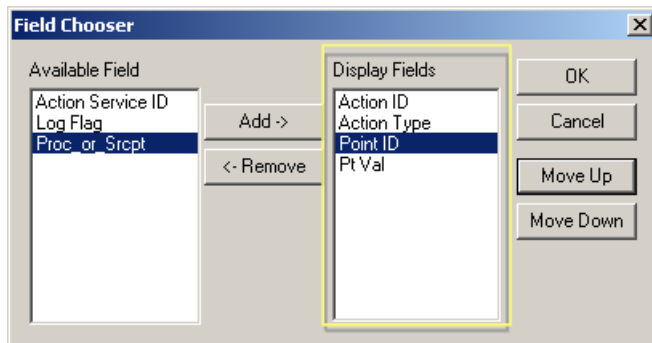 Field Chooser
Available Field
Action Service ID
Log Flag
Proc_or_Srcpt
Add ->
<- Remove
Display Fields
Action ID
Action Type
Point ID
Pt Val
OK
Cancel
Move Up
Move Down